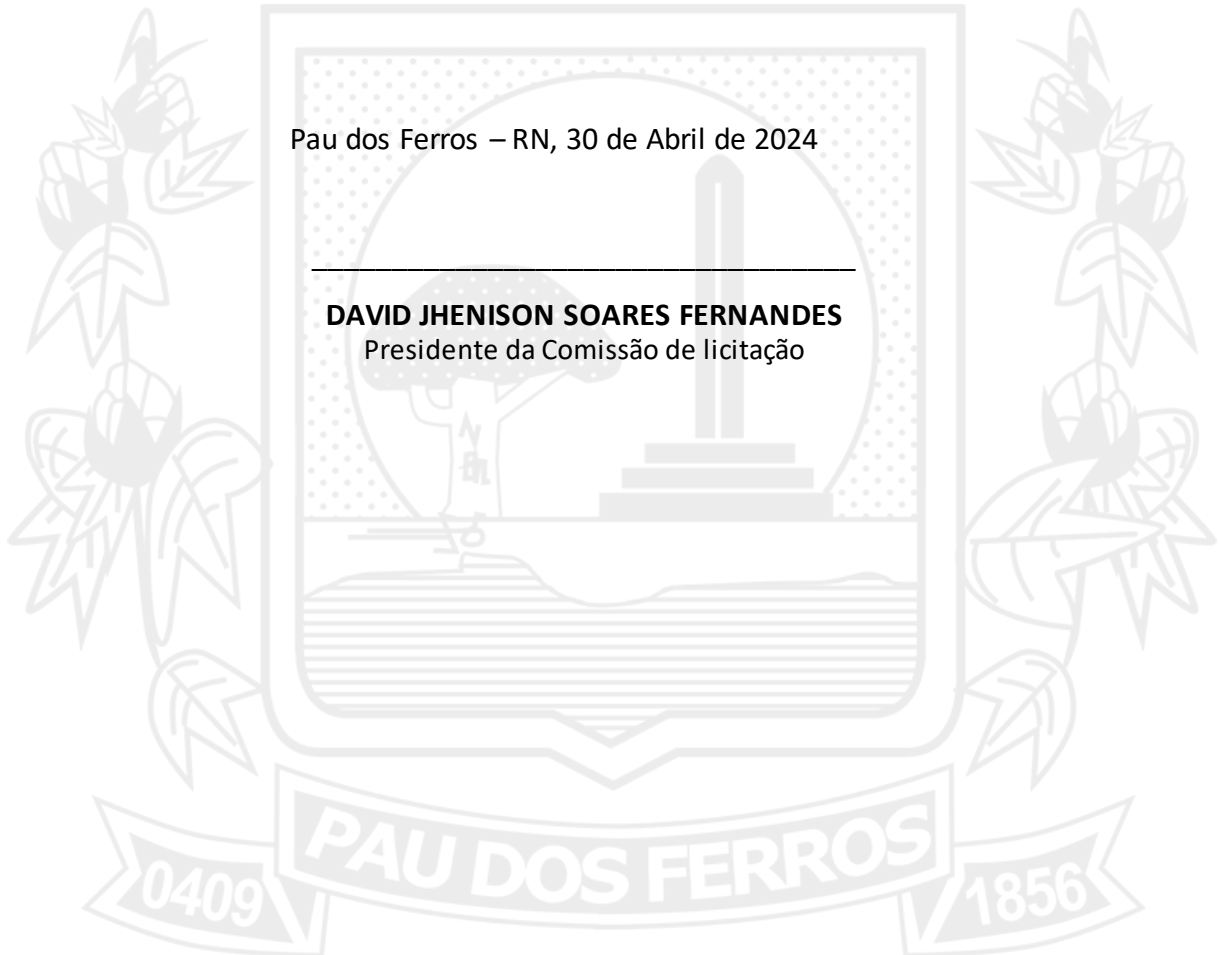 Pau dos Ferros – RN, 30 de Abril de 2024
__________________________________
DAVID JHENISON SOARES FERNANDES
Presidente da Comissão de licitação
PAU DOS FERROS
0409
1856